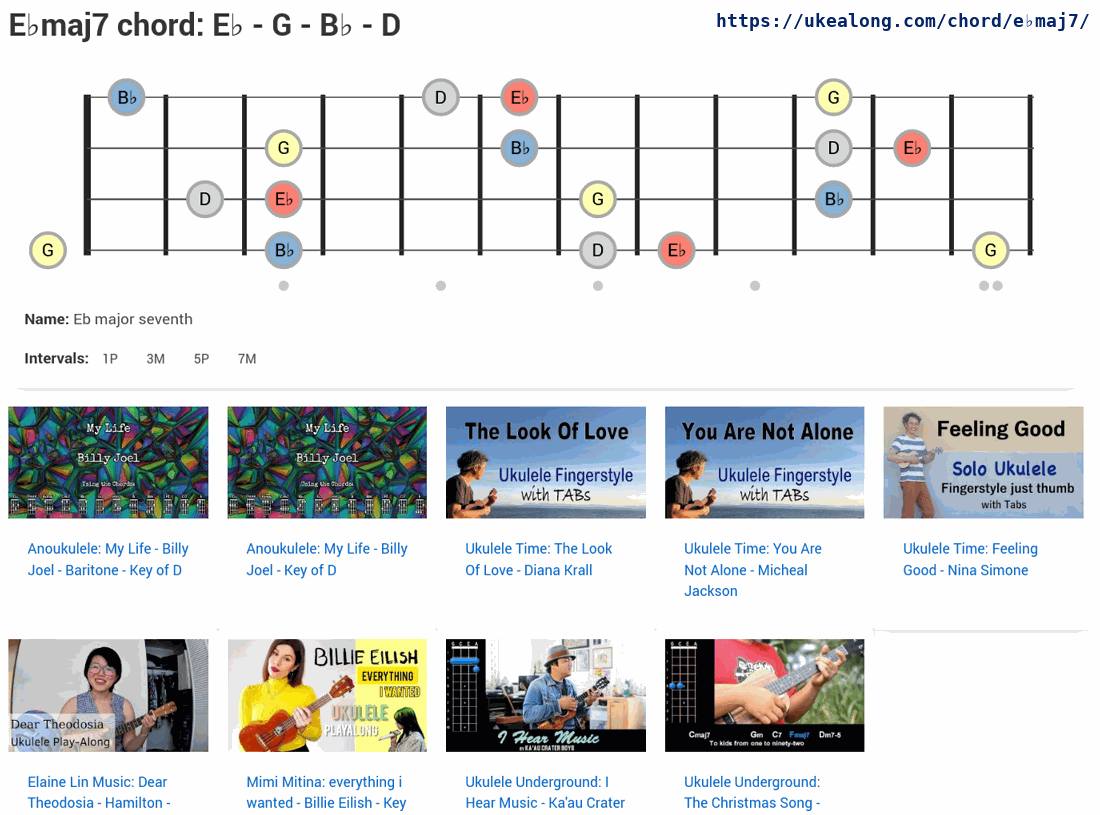 E♭maj7 chord: E♭ - G - B♭ - D
https://ukealong.com/chord/e♭maj7/
B♭ D E♭ G
G B♭ D E♭
D E♭ G B♭
G B♭ D E♭ G
Name: Eb major seventh
Intervals: 1P 3M 5P 7M
My Life
Billy Joel
Using the Chords:
My Life
Billy Joel
Using the Chords:
The Look Of Love
Ukulele Fingerstyle
with TABs
You Are Not Alone
Ukulele Fingerstyle
with TABs
Feeling Good
Solo Ukulele
Fingerstyle just thumb
with Tabs
Anoukulele: My Life - Billy
Joel - Baritone - Key of D
Anoukulele: My Life - Billy
Joel - Key of D
Ukulele Time: The Look
Of Love - Diana Krall
Ukulele Time: You Are
Not Alone - Micheal
Jackson
Ukulele Time: Feeling
Good - Nina Simone
Dear Theodosia
Ukulele Play-Along
BILLIE EILISH
EVERYTHING
I WANTED
UKULELE
PLAYALONG
G C E A
I Hear Music
BY KA'AU CRATER BOYS
G C E A
Cmaj7 Gm C7 Fmaj7 Dm7-5
To kids from one to ninety-two
Elaine Lin Music: Dear
Theodosia - Hamilton -
Mimi Mitina: everything i
wanted - Billie Eilish - Key
Ukulele Underground: I
Hear Music - Ka'au Crater
Ukulele Underground:
The Christmas Song -